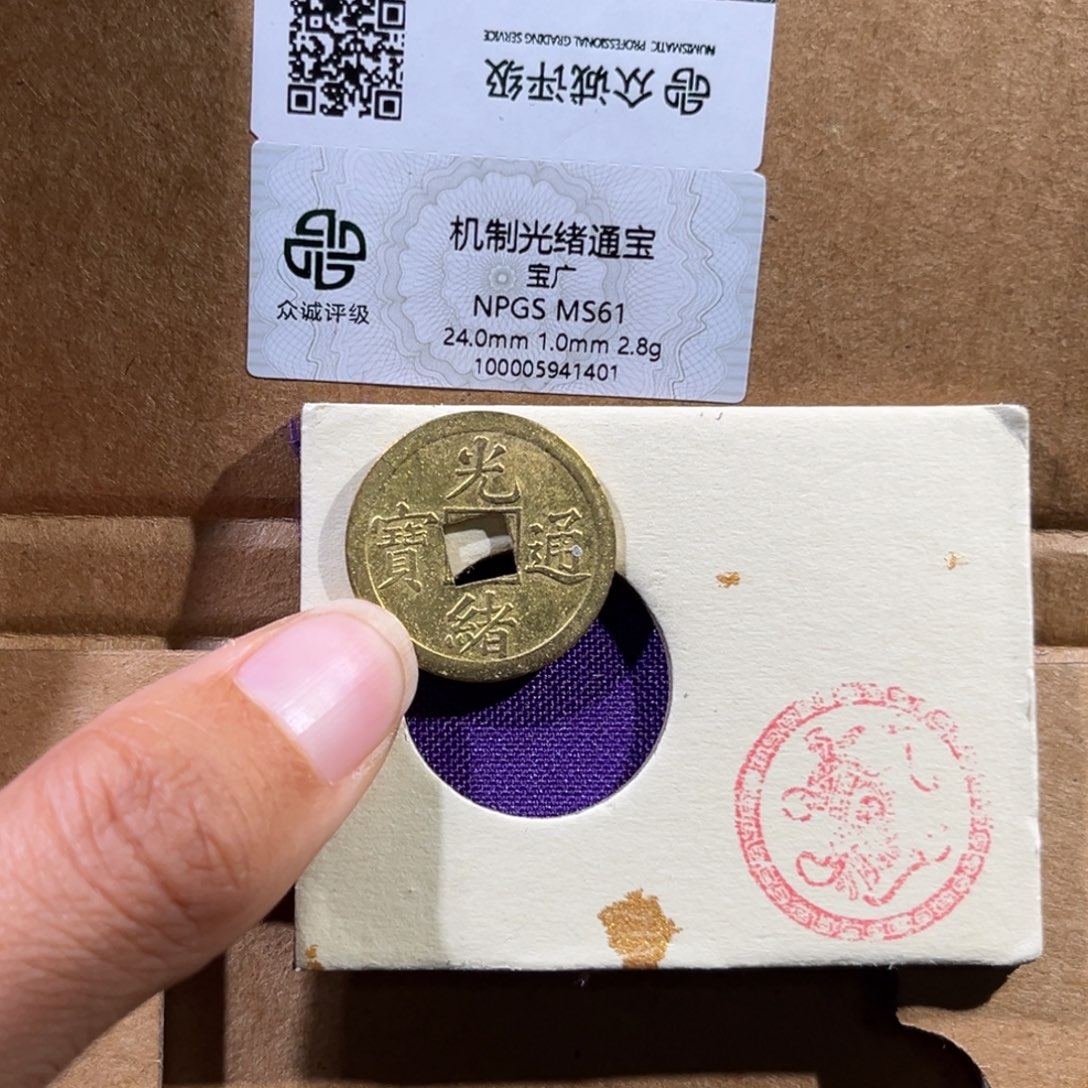 众诚评级
NUMISMATIC PROFESSIONAL GRADING SERVICE
机制光绪通宝
宝广
NPGS MS61
24.0mm 1.0mm 2.8g
100005941401
众诚评级
光
寶 通
緒